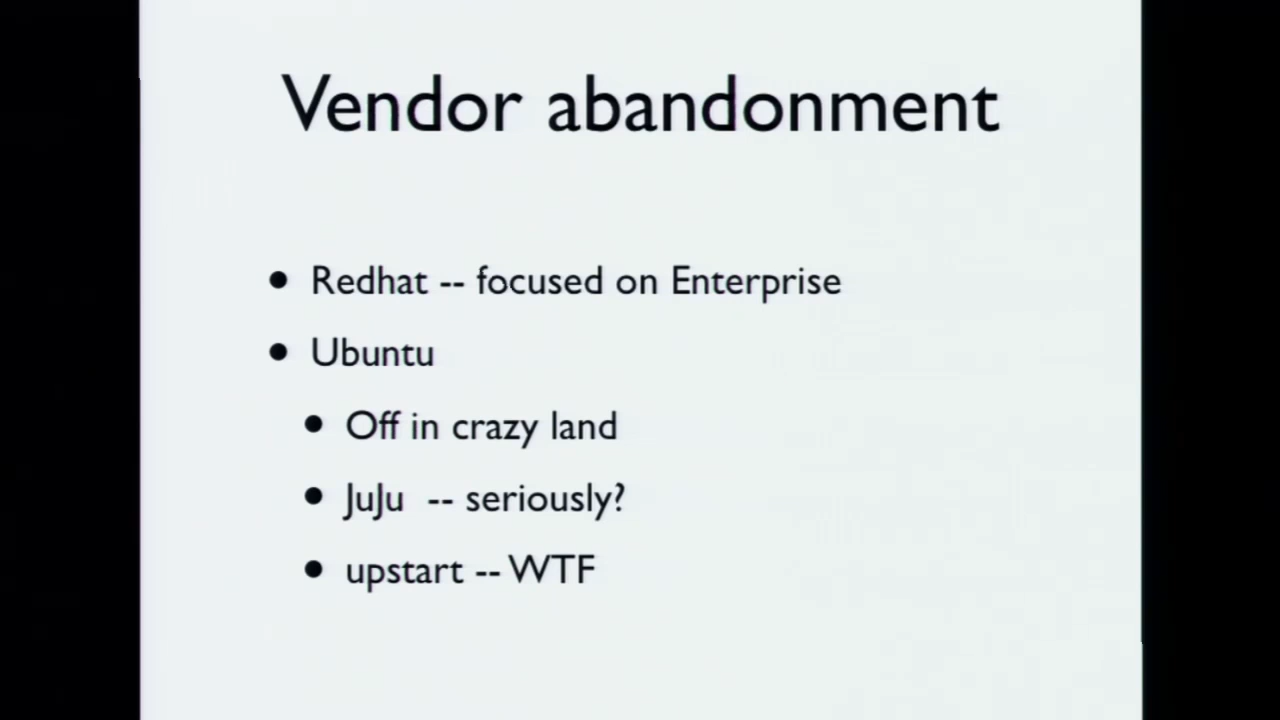 Vendor abandonment
• Redhat -- focused on Enterprise
• Ubuntu
• Off in crazy land
• JuJu -- seriously?
• upstart -- WTF